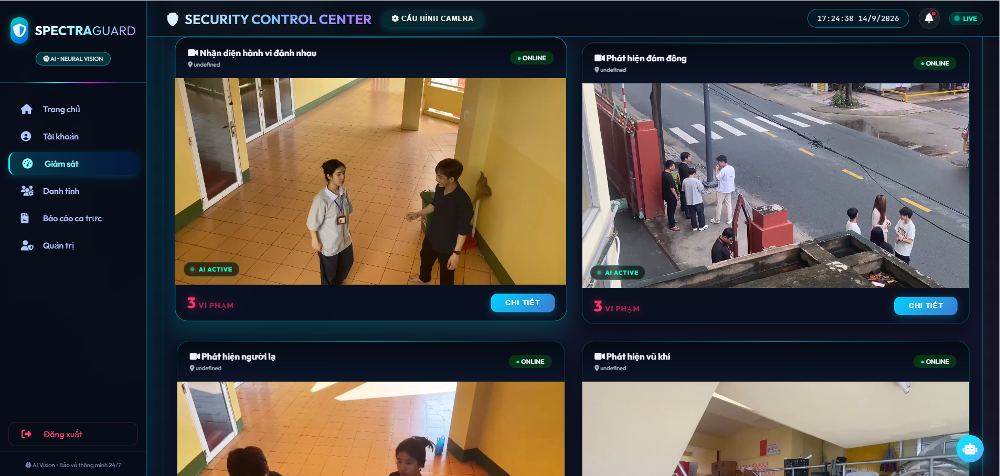 SPECTRAGUARD
AI • NEURAL VISION
Trang chủ
Tài khoản
Giám sát
Danh tính
Báo cáo ca trực
Quản trị
Đăng xuất
AI Vision • Bảo vệ thông minh 24/7
SECURITY CONTROL CENTER
CẤU HÌNH CAMERA
17:24:38 14/9/2026
LIVE
Nhận diện hành vi đánh nhau
undefined
ONLINE
AI ACTIVE
3 VI PHẠM
CHI TIẾT
Phát hiện đám đông
undefined
ONLINE
AI ACTIVE
3 VI PHẠM
CHI TIẾT
Phát hiện người lạ
undefined
ONLINE
Phát hiện vũ khí
undefined
ONLINE